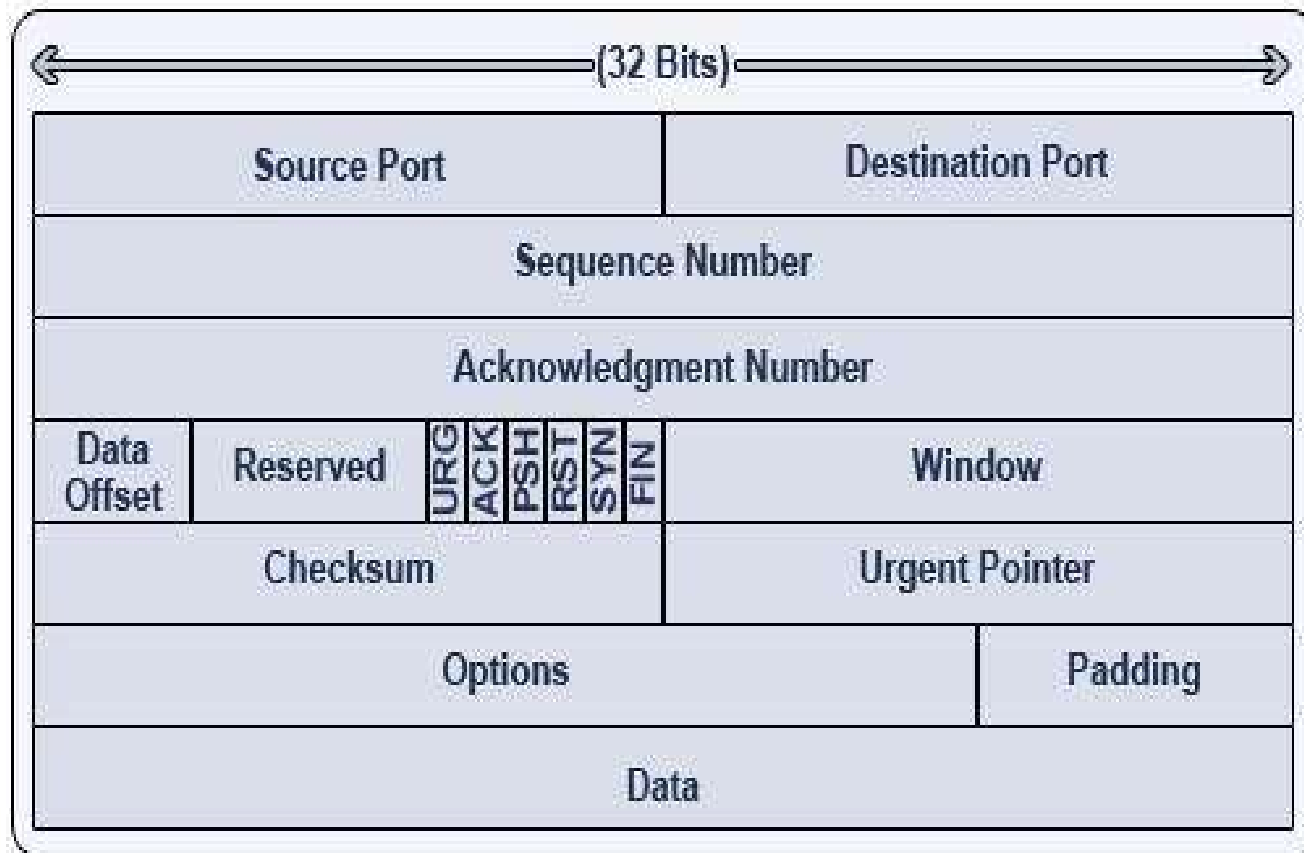 (32 Bits)
Source Port
Destination Port
Sequence Number
Acknowledgment Number
Data
Offset
Reserved
URG
ACK
PSH
RST
SYN
FIN
Window
Checksum
Urgent Pointer
Options
Padding
Data